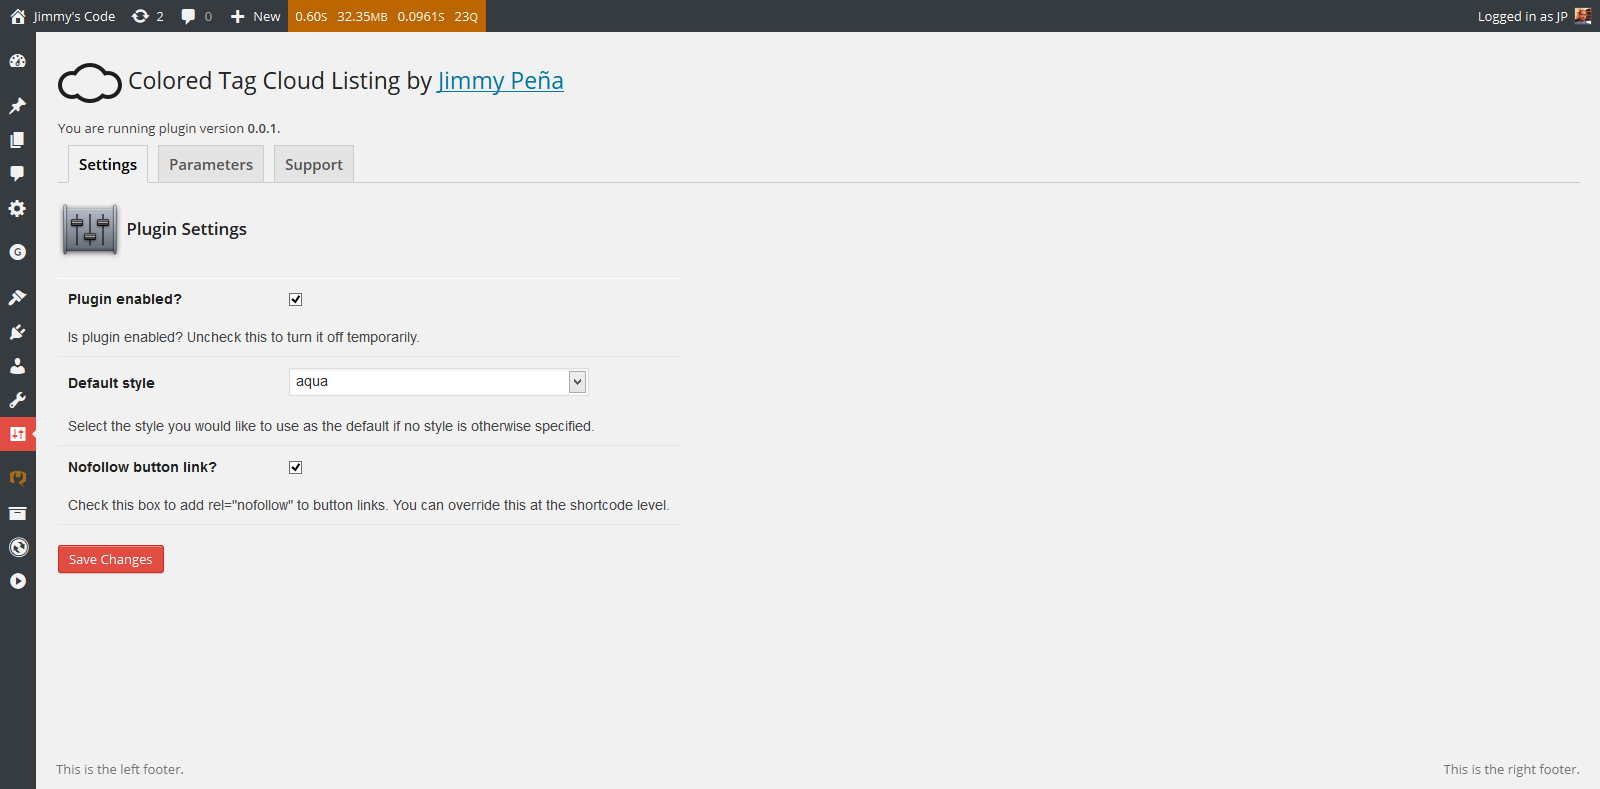 Jimmy's Code 2 0 New 0.60S 32.35MB 0.0961S 23Q Logged in as JP
Colored Tag Cloud Listing by Jimmy Peña
You are running plugin version 0.0.1.
Settings Parameters Support
Plugin Settings
Plugin enabled?
Is plugin enabled? Uncheck this to turn it off temporarily.
Default style aqua
Select the style you would like to use as the default if no style is otherwise specified.
Nofollow button link?
Check this box to add rel="nofollow" to button links. You can override this at the shortcode level.
Save Changes
This is the left footer. This is the right footer.